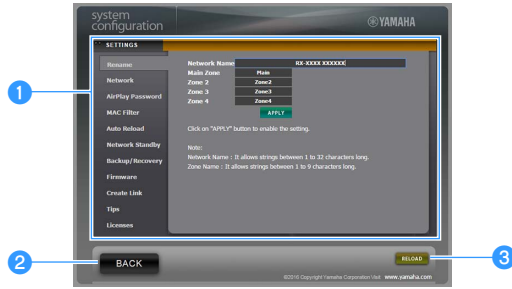 system
configuration
YAMAHA
SETTINGS
Rename
Network
AirPlay Password
MAC Filter
Auto Reload
Network Standby
Backup/Recovery
Firmware
Create Link
Tips
Licenses
Network Name RX-XXXX XXXXXX
Main Zone Main
Zone 2 Zone2
Zone 3 Zone3
Zone 4 Zone4
APPLY
Click on "APPLY" button to enable the setting.
Note:
Network Name : It allows strings between 1 to 32 characters long.
Zone Name : It allows strings between 1 to 9 characters long.
1
2
BACK
RELOAD
3
©2016 Copyright Yamaha Corporation Visit www.yamaha.com